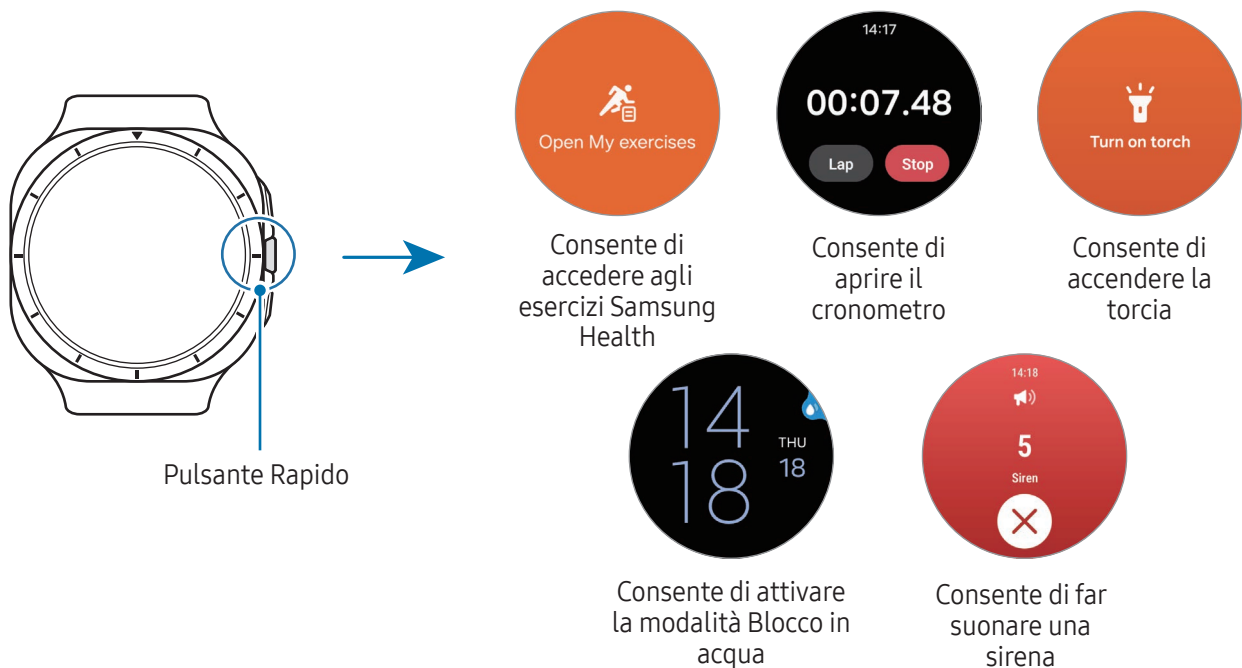 Pulsante Rapido
Open My exercises
Consente di
accedere agli
esercizi Samsung
Health
14:17
00:07.48
Lap
Stop
Consente di
aprire il
cronometro
Turn on torch
Consente di
accendere la
torcia
14
18
THU
18
Consente di attivare
la modalità Blocco in
acqua
14:18
5
Siren
Consente di far
suonare una
sirena